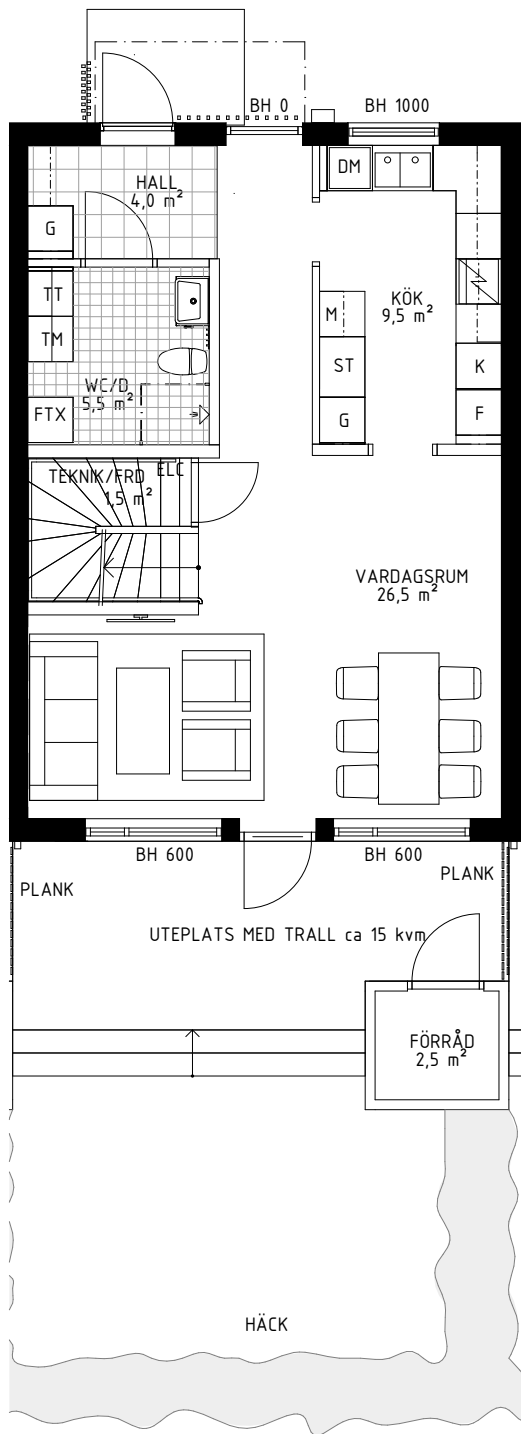 BH 0
BH 1000
HALL
4,0 m²
DM
G
TT
TM
KÖK
9,5 m²
M
ST
G
K
F
WC/D
5,5 m²
FTX
TEKNIK/FRD
1,5 m²
ELC
VARDAGSRUM
26,5 m²
BH 600
BH 600
PLANK
PLANK
UTEPLATS MED TRALL ca 15 kvm
FÖRRÅD
2,5 m²
HÄCK